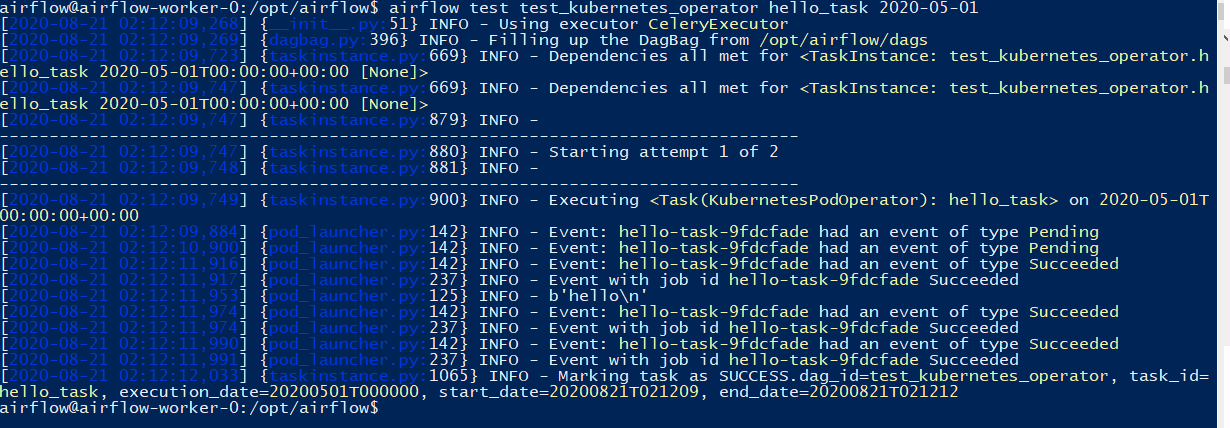 airflow@airflow-worker-0:/opt/airflow$ airflow test test_kubernetes_operator hello_task 2020-05-01
[2020-08-21 02:12:09,268] {__init__.py:51} INFO - Using executor CeleryExecutor
[2020-08-21 02:12:09,269] {dagbag.py:396} INFO - Filling up the DagBag from /opt/airflow/dags
[2020-08-21 02:12:09,723] {taskinstance.py:669} INFO - Dependencies all met for <TaskInstance: test_kubernetes_operator.h
ello_task 2020-05-01T00:00:00+00:00 [None]>
[2020-08-21 02:12:09,747] {taskinstance.py:669} INFO - Dependencies all met for <TaskInstance: test_kubernetes_operator.h
ello_task 2020-05-01T00:00:00+00:00 [None]>
[2020-08-21 02:12:09,747] {taskinstance.py:879} INFO -
--------------------------------------------------------------------------------
[2020-08-21 02:12:09,747] {taskinstance.py:880} INFO - Starting attempt 1 of 2
[2020-08-21 02:12:09,748] {taskinstance.py:881} INFO -
--------------------------------------------------------------------------------
[2020-08-21 02:12:09,749] {taskinstance.py:900} INFO - Executing <Task(KubernetesPodOperator): hello_task> on 2020-05-01T
00:00:00+00:00
[2020-08-21 02:12:09,884] {pod_launcher.py:142} INFO - Event: hello-task-9fdcfade had an event of type Pending
[2020-08-21 02:12:10,900] {pod_launcher.py:142} INFO - Event: hello-task-9fdcfade had an event of type Pending
[2020-08-21 02:12:11,916] {pod_launcher.py:142} INFO - Event: hello-task-9fdcfade had an event of type Succeeded
[2020-08-21 02:12:11,917] {pod_launcher.py:237} INFO - Event with job id hello-task-9fdcfade Succeeded
[2020-08-21 02:12:11,953] {pod_launcher.py:125} INFO - b'hello\n'
[2020-08-21 02:12:11,974] {pod_launcher.py:142} INFO - Event: hello-task-9fdcfade had an event of type Succeeded
[2020-08-21 02:12:11,974] {pod_launcher.py:237} INFO - Event with job id hello-task-9fdcfade Succeeded
[2020-08-21 02:12:11,990] {pod_launcher.py:142} INFO - Event: hello-task-9fdcfade had an event of type Succeeded
[2020-08-21 02:12:11,991] {pod_launcher.py:237} INFO - Event with job id hello-task-9fdcfade Succeeded
[2020-08-21 02:12:12,033] {taskinstance.py:1065} INFO - Marking task as SUCCESS.dag_id=test_kubernetes_operator, task_id=
hello_task, execution_date=20200501T000000, start_date=20200821T021209, end_date=20200821T021212
airflow@airflow-worker-0:/opt/airflow$